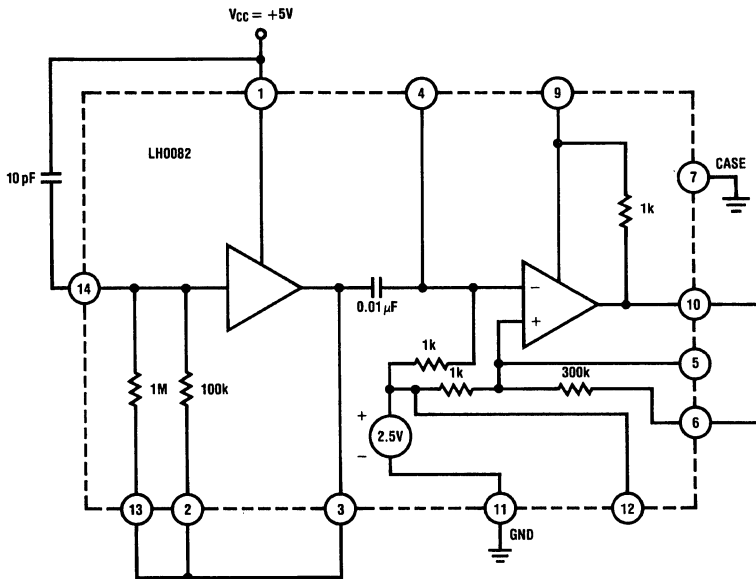 V_CC = +5V
1
4
9
LH0082
7
CASE
10 pF
1k
14
−
0.01 μF
10
+
1k
1k
300k
5
1M
100k
+
2.5V
−
6
13
2
3
11
GND
12